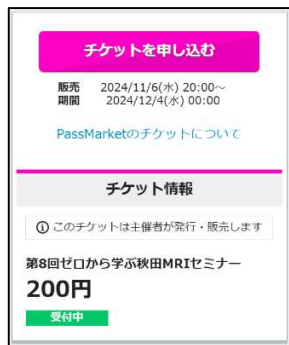 チケットを申し込む
販売 2024/11/6(水) 20:00～
期間 2024/12/4(水) 00:00
PassMarketのチケットについて
チケット情報
このチケットは主催者が発行・販売します
第8回ゼロから学ぶ秋田MRIセミナー
200円
受付中